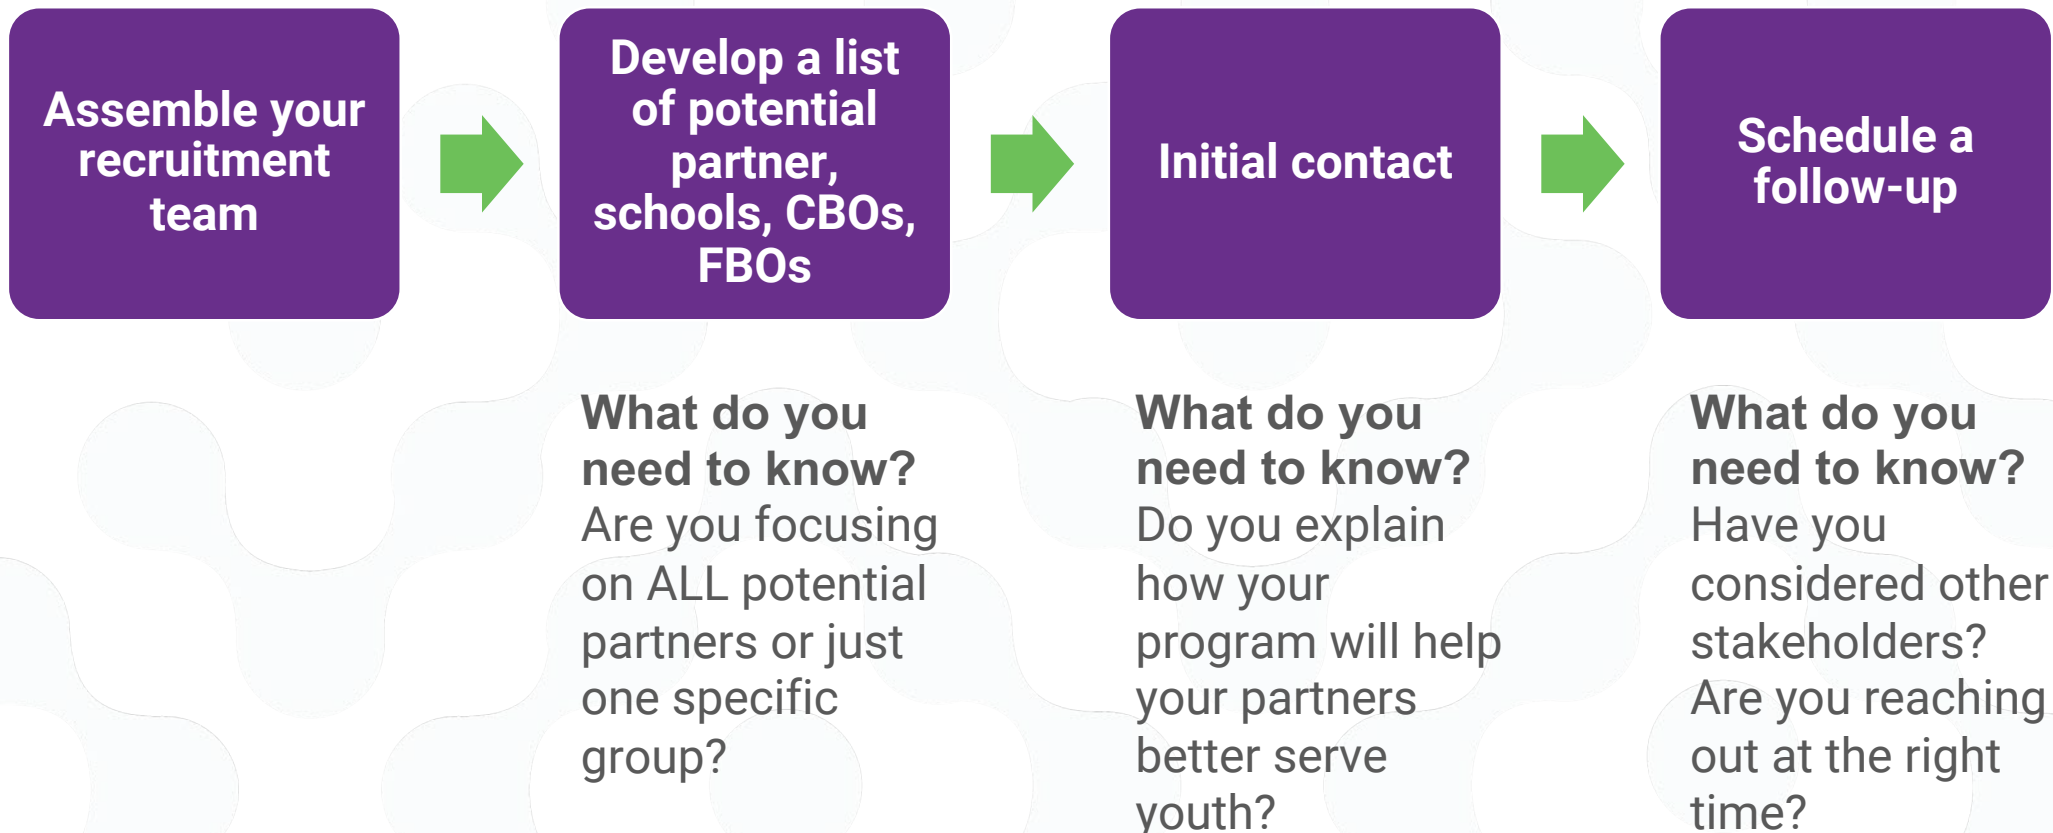 Assemble your
recruitment
team
Develop a list
of potential
partner,
schools, CBOs,
FBOs
Initial contact
Schedule a
follow-up
What do you
need to know?
Are you focusing
on ALL potential
partners or just
one specific
group?
What do you
need to know?
Do you explain
how your
program will help
your partners
better serve
youth?
What do you
need to know?
Have you
considered other
stakeholders?
Are you reaching
out at the right
time?